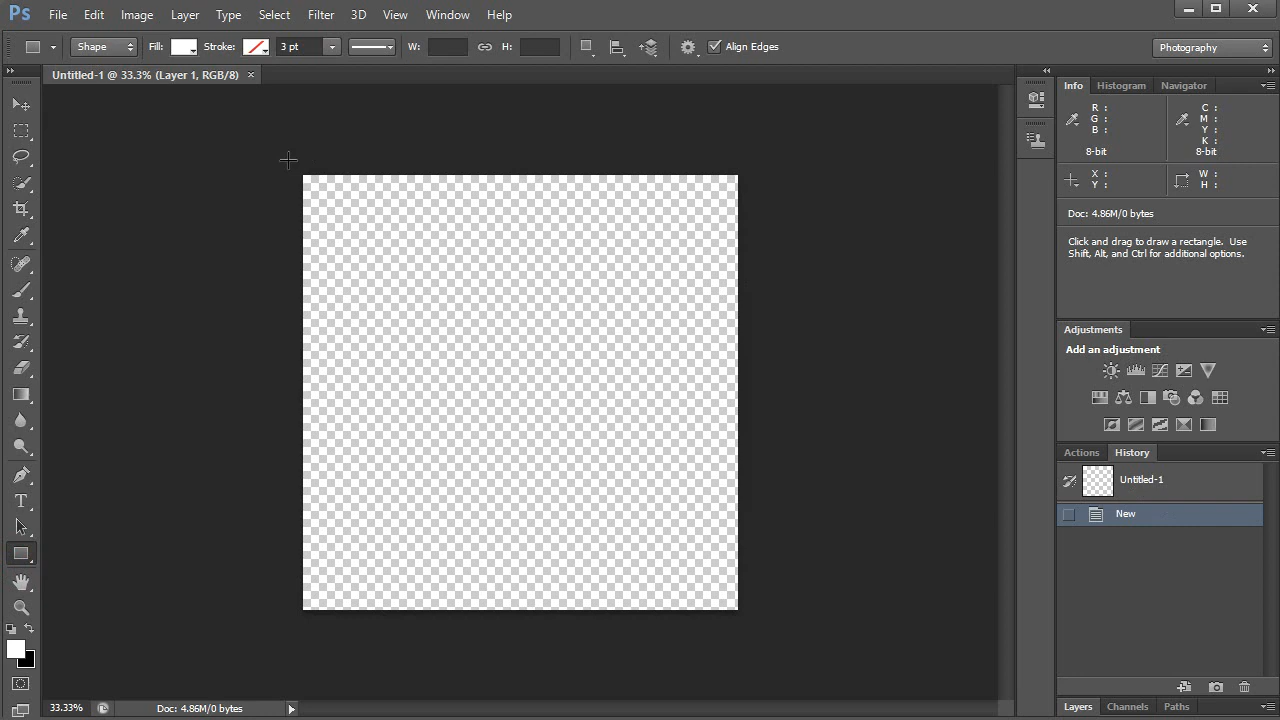 Ps File Edit Image Layer Type Select Filter 3D View Window Help
Shape Fill: Stroke: 3 pt W: H: Align Edges Photography
Untitled-1 @ 33.3% (Layer 1, RGB/8) ×
Info Histogram Navigator
R : C :
G : M :
B : Y :
K :
8-bit 8-bit
X : W :
Y : H :
Doc: 4.86M/0 bytes
Click and drag to draw a rectangle. Use
Shift, Alt, and Ctrl for additional options.
Adjustments
Add an adjustment
Actions History
Untitled-1
New
T
33.33% Doc: 4.86M/0 bytes
Layers Channels Paths